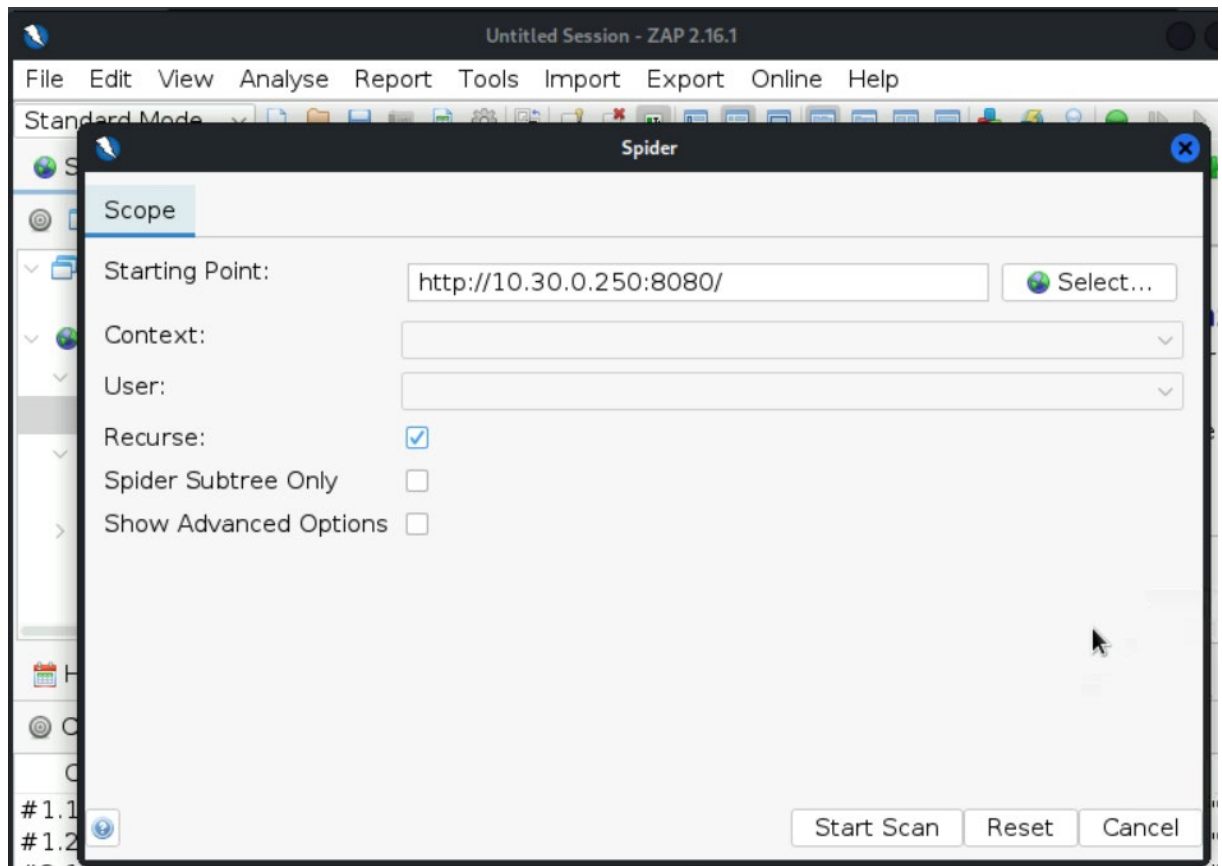 Untitled Session - ZAP 2.16.1
File Edit View Analyse Report Tools Import Export Online Help
Standard Mode
Spider
Scope
Starting Point: http://10.30.0.250:8080/ Select...
Context:
User:
Recurse:
Spider Subtree Only
Show Advanced Options
#1.1
#1.2
Start Scan Reset Cancel